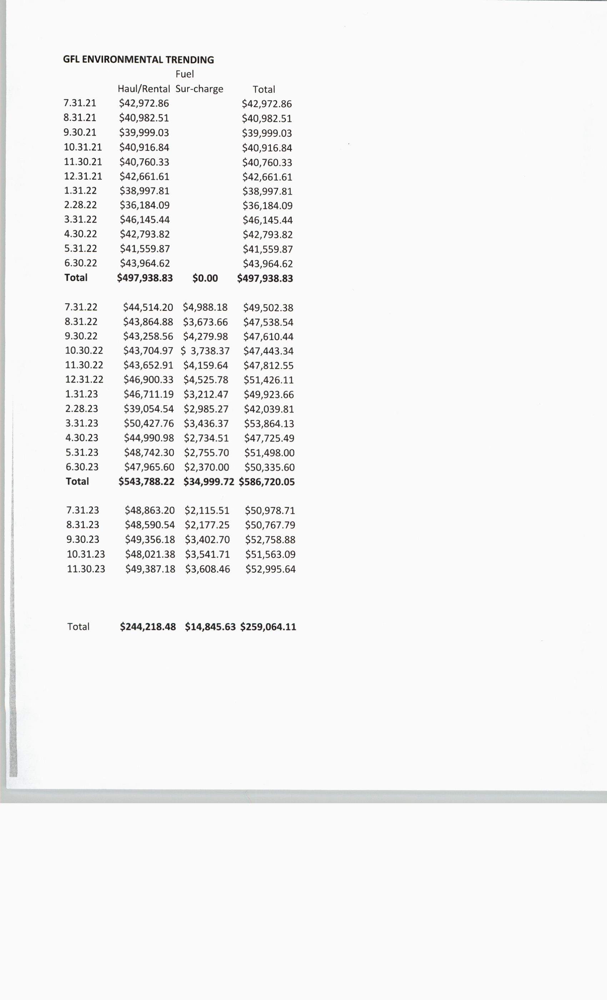 GFL ENVIRONMENTAL TRENDING
Fuel
Haul/Rental Sur-charge Total
7.31.21 $42,972.86 $42,972.86
8.31.21 $40,982.51 $40,982.51
9.30.21 $39,999.03 $39,999.03
10.31.21 $40,916.84 $40,916.84
11.30.21 $40,760.33 $40,760.33
12.31.21 $42,661.61 $42,661.61
1.31.22 $38,997.81 $38,997.81
2.28.22 $36,184.09 $36,184.09
3.31.22 $46,145.44 $46,145.44
4.30.22 $42,793.82 $42,793.82
5.31.22 $41,559.87 $41,559.87
6.30.22 $43,964.62 $43,964.62
Total $497,938.83 $0.00 $497,938.83
7.31.22 $44,514.20 $4,988.18 $49,502.38
8.31.22 $43,864.88 $3,673.66 $47,538.54
9.30.22 $43,258.56 $4,279.98 $47,610.44
10.30.22 $43,704.97 $ 3,738.37 $47,443.34
11.30.22 $43,652.91 $4,159.64 $47,812.55
12.31.22 $46,900.33 $4,525.78 $51,426.11
1.31.23 $46,711.19 $3,212.47 $49,923.66
2.28.23 $39,054.54 $2,985.27 $42,039.81
3.31.23 $50,427.76 $3,436.37 $53,864.13
4.30.23 $44,990.98 $2,734.51 $47,725.49
5.31.23 $48,742.30 $2,755.70 $51,498.00
6.30.23 $47,965.60 $2,370.00 $50,335.60
Total $543,788.22 $34,999.72 $586,720.05
7.31.23 $48,863.20 $2,115.51 $50,978.71
8.31.23 $48,590.54 $2,177.25 $50,767.79
9.30.23 $49,356.18 $3,402.70 $52,758.88
10.31.23 $48,021.38 $3,541.71 $51,563.09
11.30.23 $49,387.18 $3,608.46 $52,995.64
Total $244,218.48 $14,845.63 $259,064.11